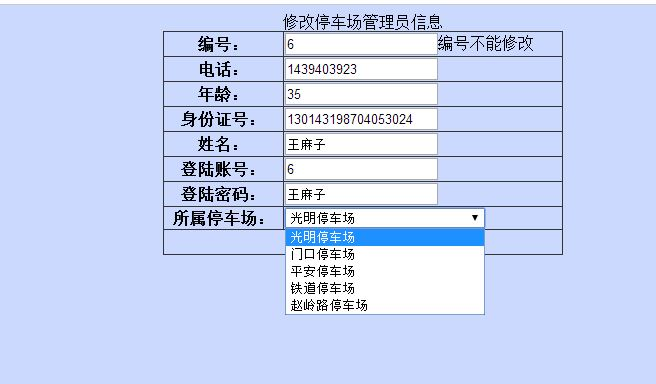 修改停车场管理员信息
编号： 6 编号不能修改
电话： 1439403923
年龄： 35
身份证号： 130143198704053024
姓名： 王麻子
登陆账号： 6
登陆密码： 王麻子
所属停车场： 光明停车场
光明停车场
门口停车场
平安停车场
铁道停车场
赵岭路停车场